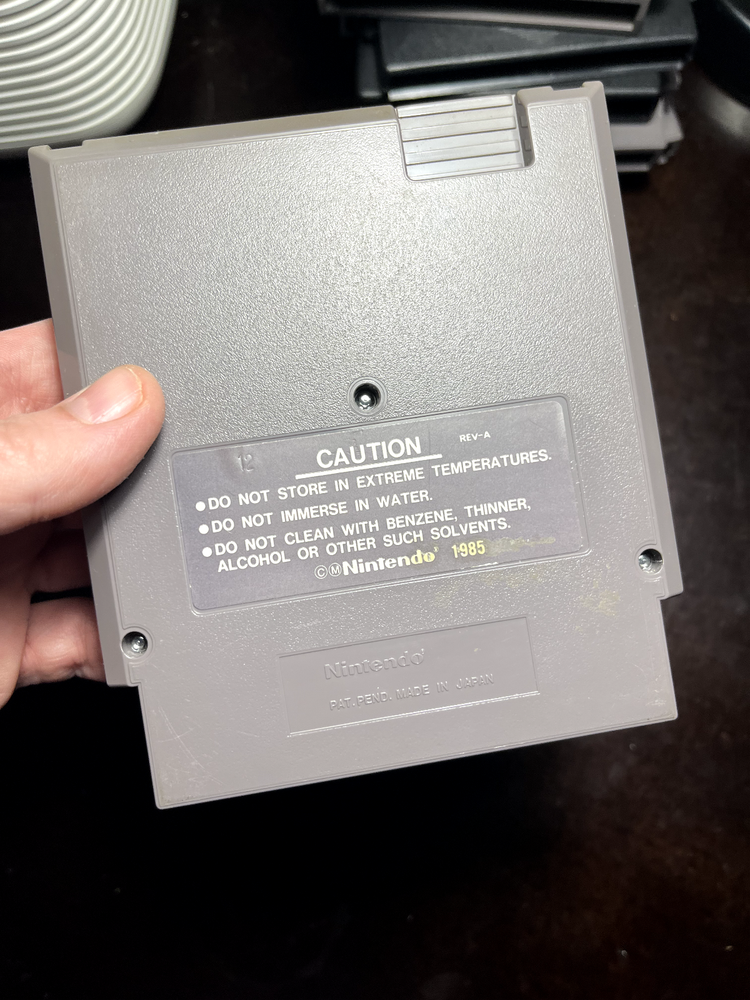 12
CAUTION REV-A
●DO NOT STORE IN EXTREME TEMPERATURES.
●DO NOT IMMERSE IN WATER.
●DO NOT CLEAN WITH BENZENE, THINNER,
ALCOHOL OR OTHER SUCH SOLVENTS.
©ⓂNintendo® 1985
Nintendo®
PAT.PEND. MADE IN JAPAN